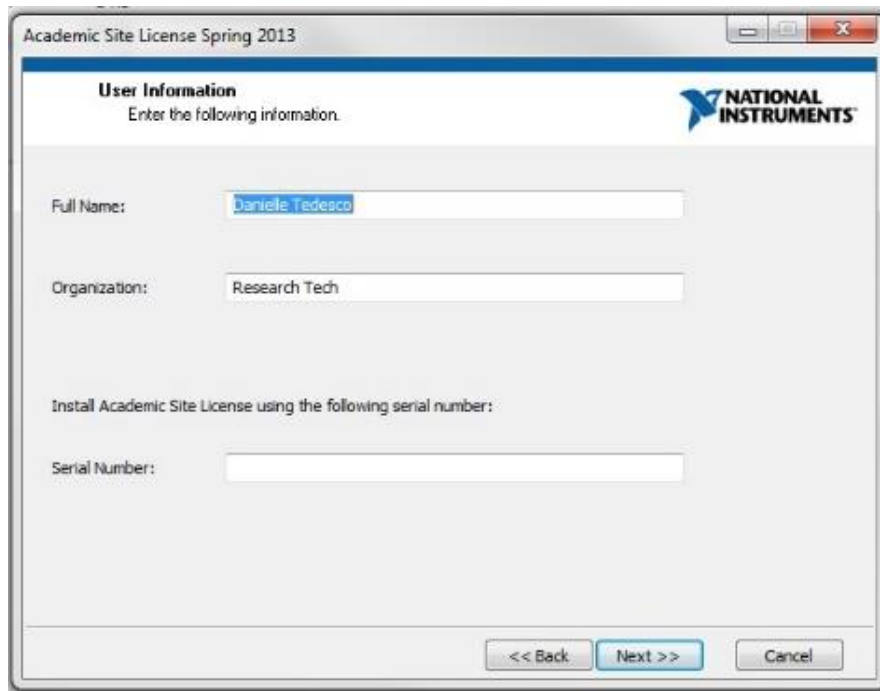 Academic Site License Spring 2013
User Information
Enter the following information.
NATIONAL
INSTRUMENTS
Full Name:
Danielle Tedesco
Organization:
Research Tech
Install Academic Site License using the following serial number:
Serial Number:
<< Back
Next >>
Cancel